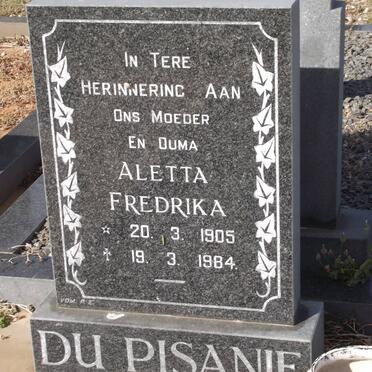 In Tere
Herinnering Aan
Ons Moeder
En Ouma
Aletta
Fredrika
☆ 20. 3. 1905
† 19. 3. 1984.
DU PISANIE